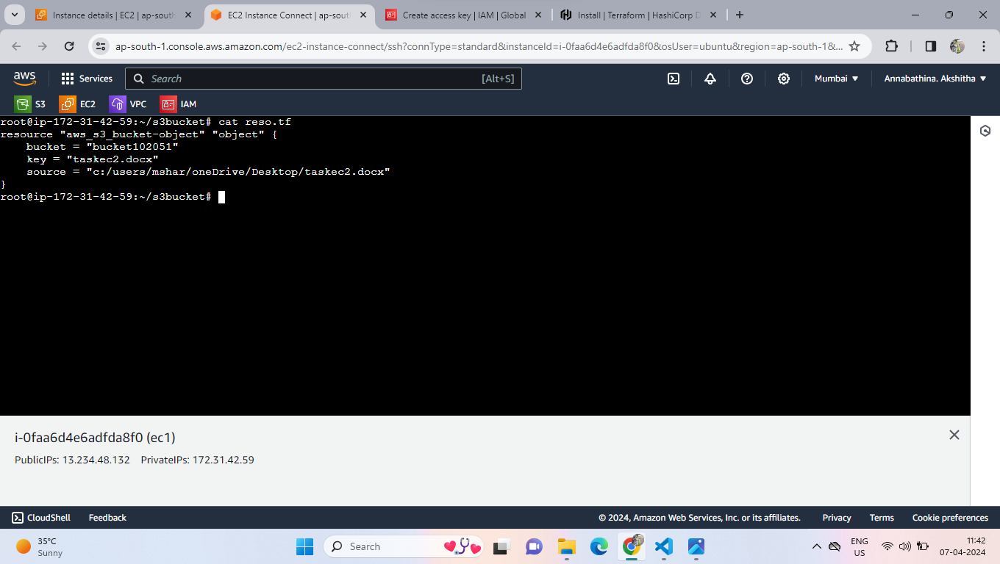 Instance details | EC2 | ap-sout
EC2 Instance Connect | ap-sou
Create access key | IAM | Global
Install | Terraform | HashiCorp D
ap-south-1.console.aws.amazon.com/ec2-instance-connect/ssh?connType=standard&instanceId=i-0faa6d4e6adfda8f0&osUser=ubuntu&region=ap-south-1&...
aws
Services
Search
[Alt+S]
Mumbai
Annabathina. Akshitha
S3
EC2
VPC
IAM
root@ip-172-31-42-59:~/s3bucket# cat reso.tf
resource "aws_s3_bucket-object" "object" {
    bucket = "bucket102051"
    key = "taskec2.docx"
    source = "c:/users/mshar/oneDrive/Desktop/taskec2.docx"
}
root@ip-172-31-42-59:~/s3bucket#
i-0faa6d4e6adfda8f0 (ec1)
PublicIPs: 13.234.48.132 PrivateIPs: 172.31.42.59
CloudShell
Feedback
© 2024, Amazon Web Services, Inc. or its affiliates.
Privacy
Terms
Cookie preferences
35°C
Sunny
Search
ENG
US
11:42
07-04-2024